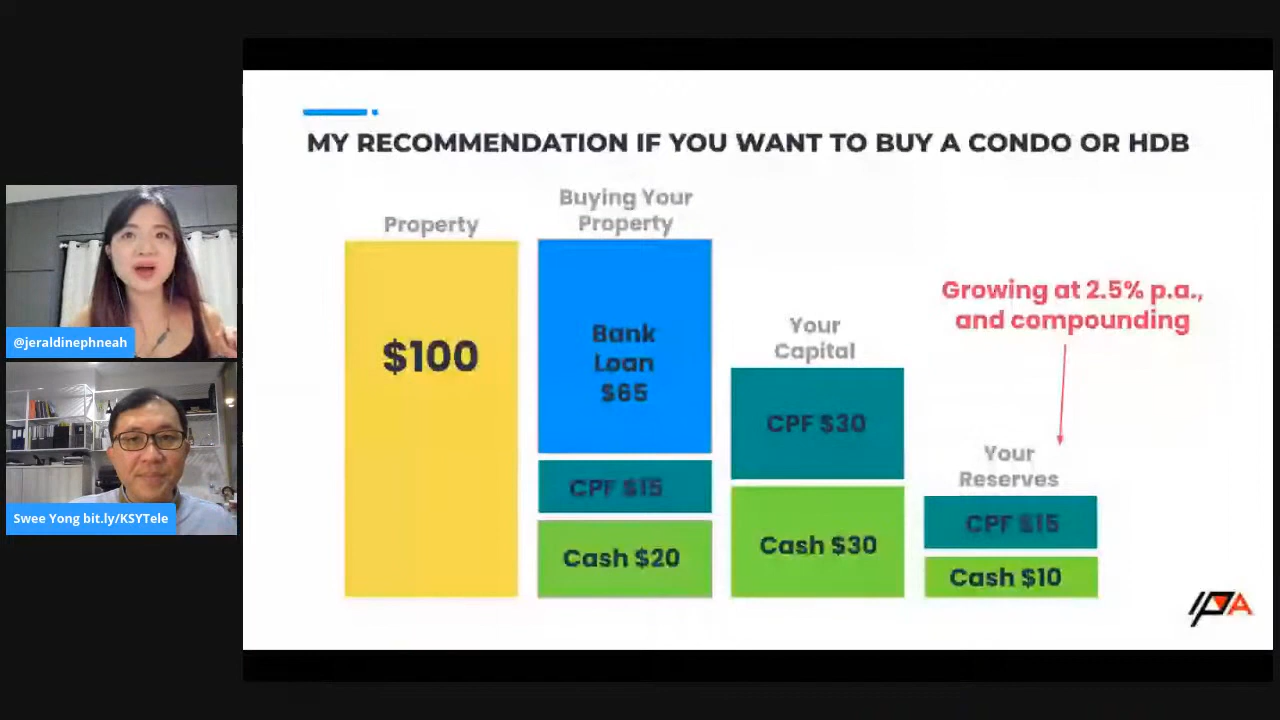 MY RECOMMENDATION IF YOU WANT TO BUY A CONDO OR HDB
Property
$100
Buying Your
Property
Bank
Loan
$65
CPF $15
Cash $20
Your
Capital
CPF $30
Cash $30
Growing at 2.5% p.a.,
and compounding
Your
Reserves
CPF $15
Cash $10
IPA
@jeraldinephneah
Swee Yong bit.ly/KSYTele